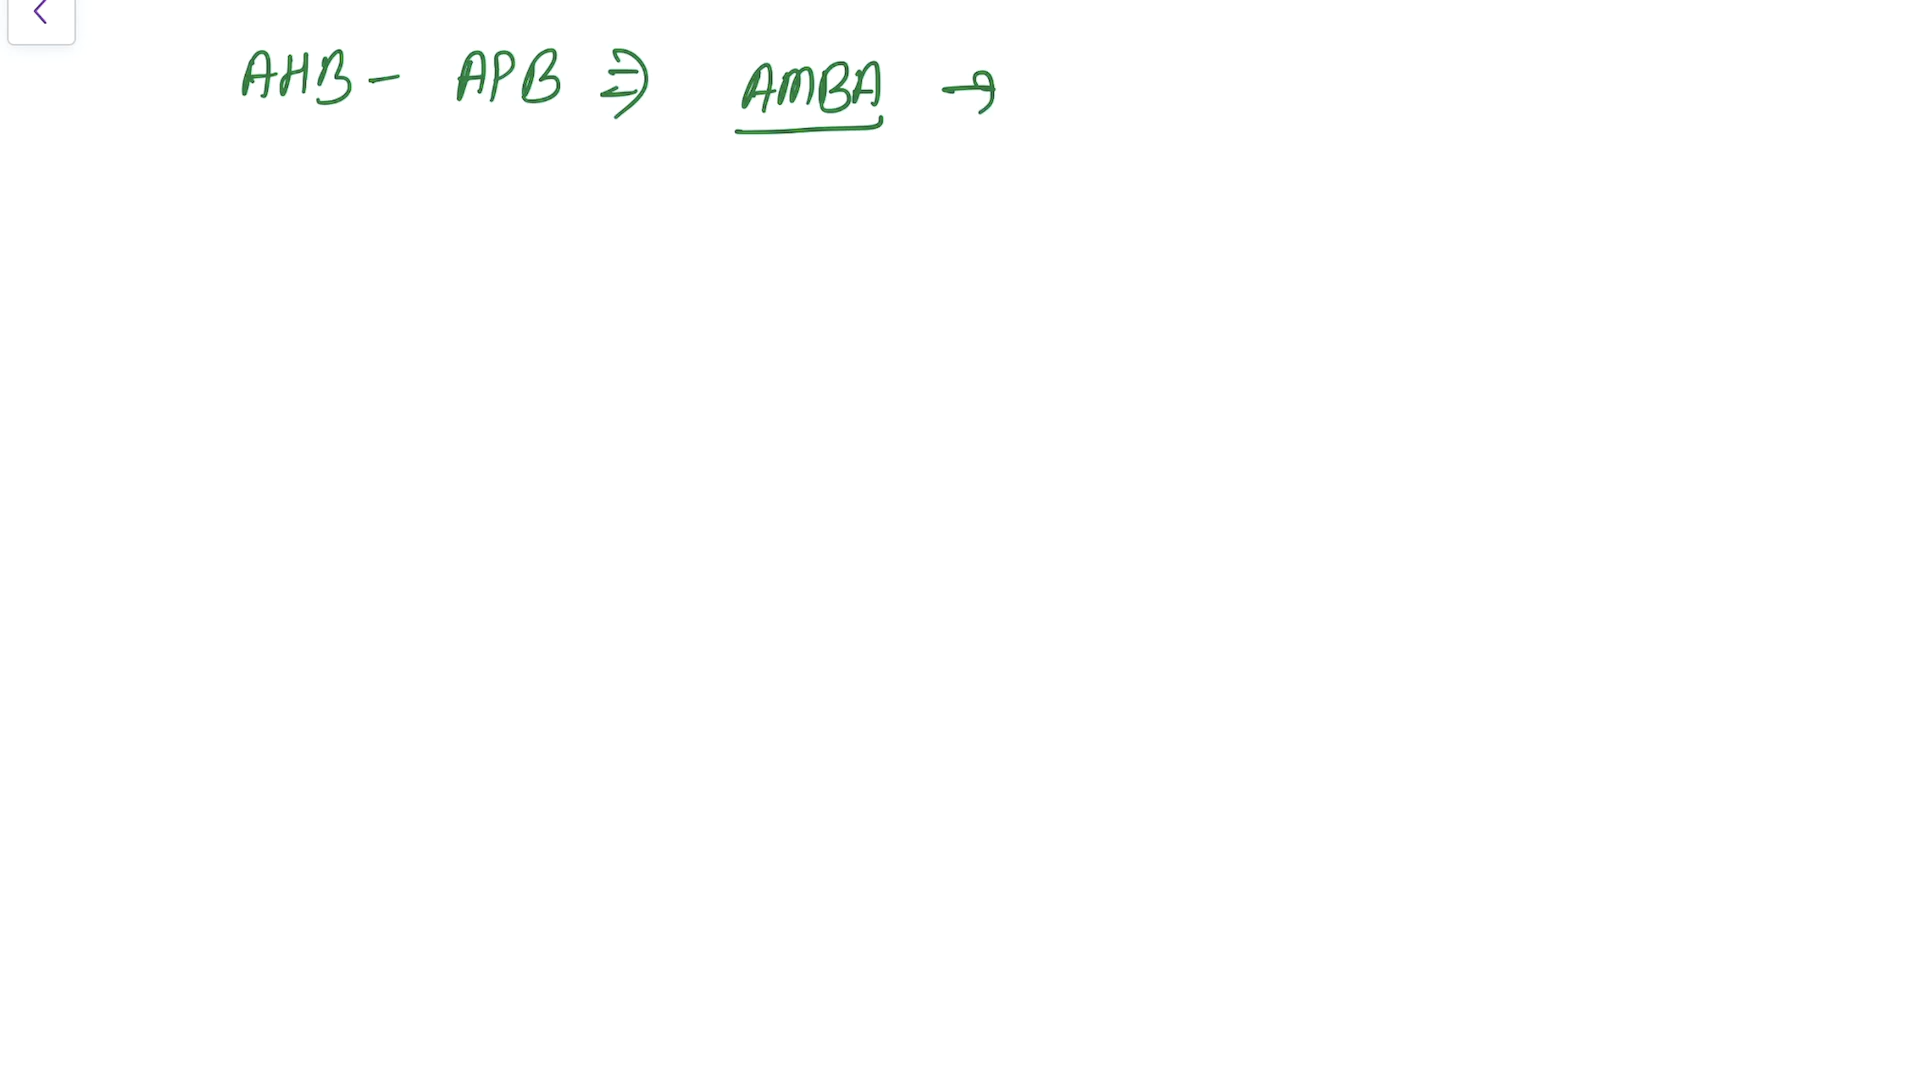 AHB - APB ⇒ AMBA →